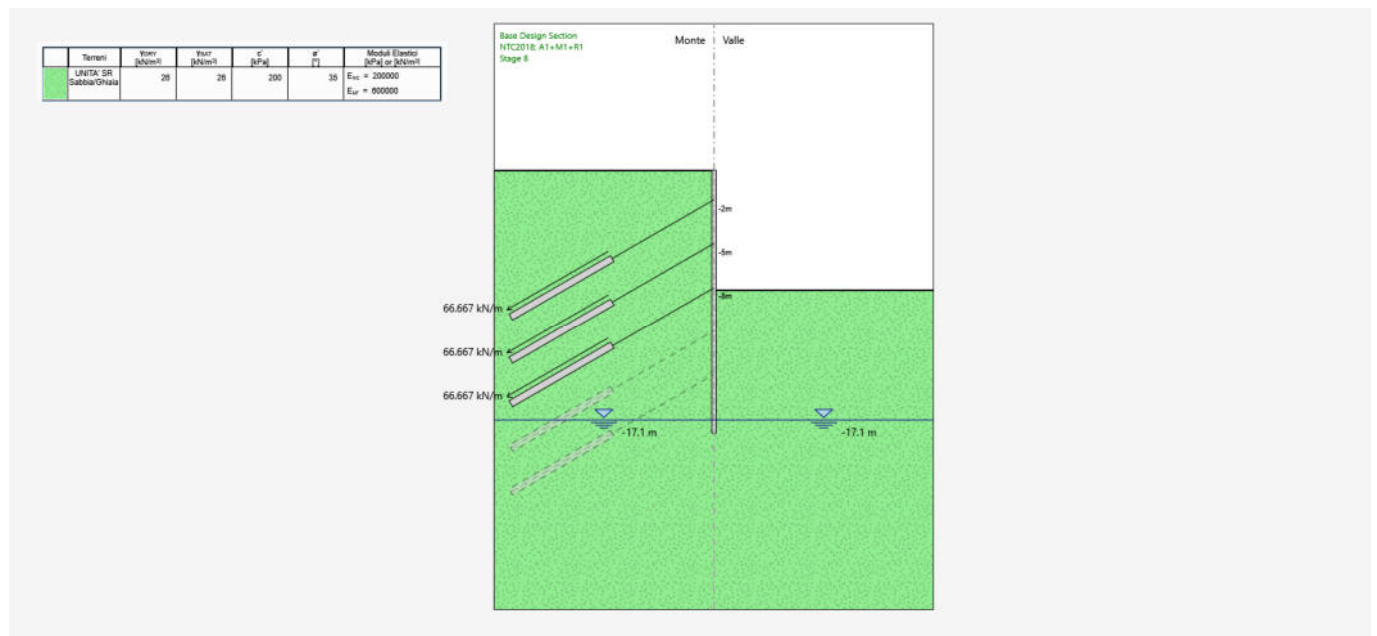 Base Design Section
NTC2018: A1+M1+R1
Stage 8
Monte
Valle
Terreni γDRY [kN/m³] γSAT [kN/m³] c' [kPa] ø' [°] Moduli Elastici [kPa] or [kN/m³]
UNITA' SR Sabbia/Ghiaia 26 26 200 35 Evc = 200000
Eur = 600000
-2m
-5m
-8m
66.667 kN/m
66.667 kN/m
66.667 kN/m
-17.1 m
-17.1 m